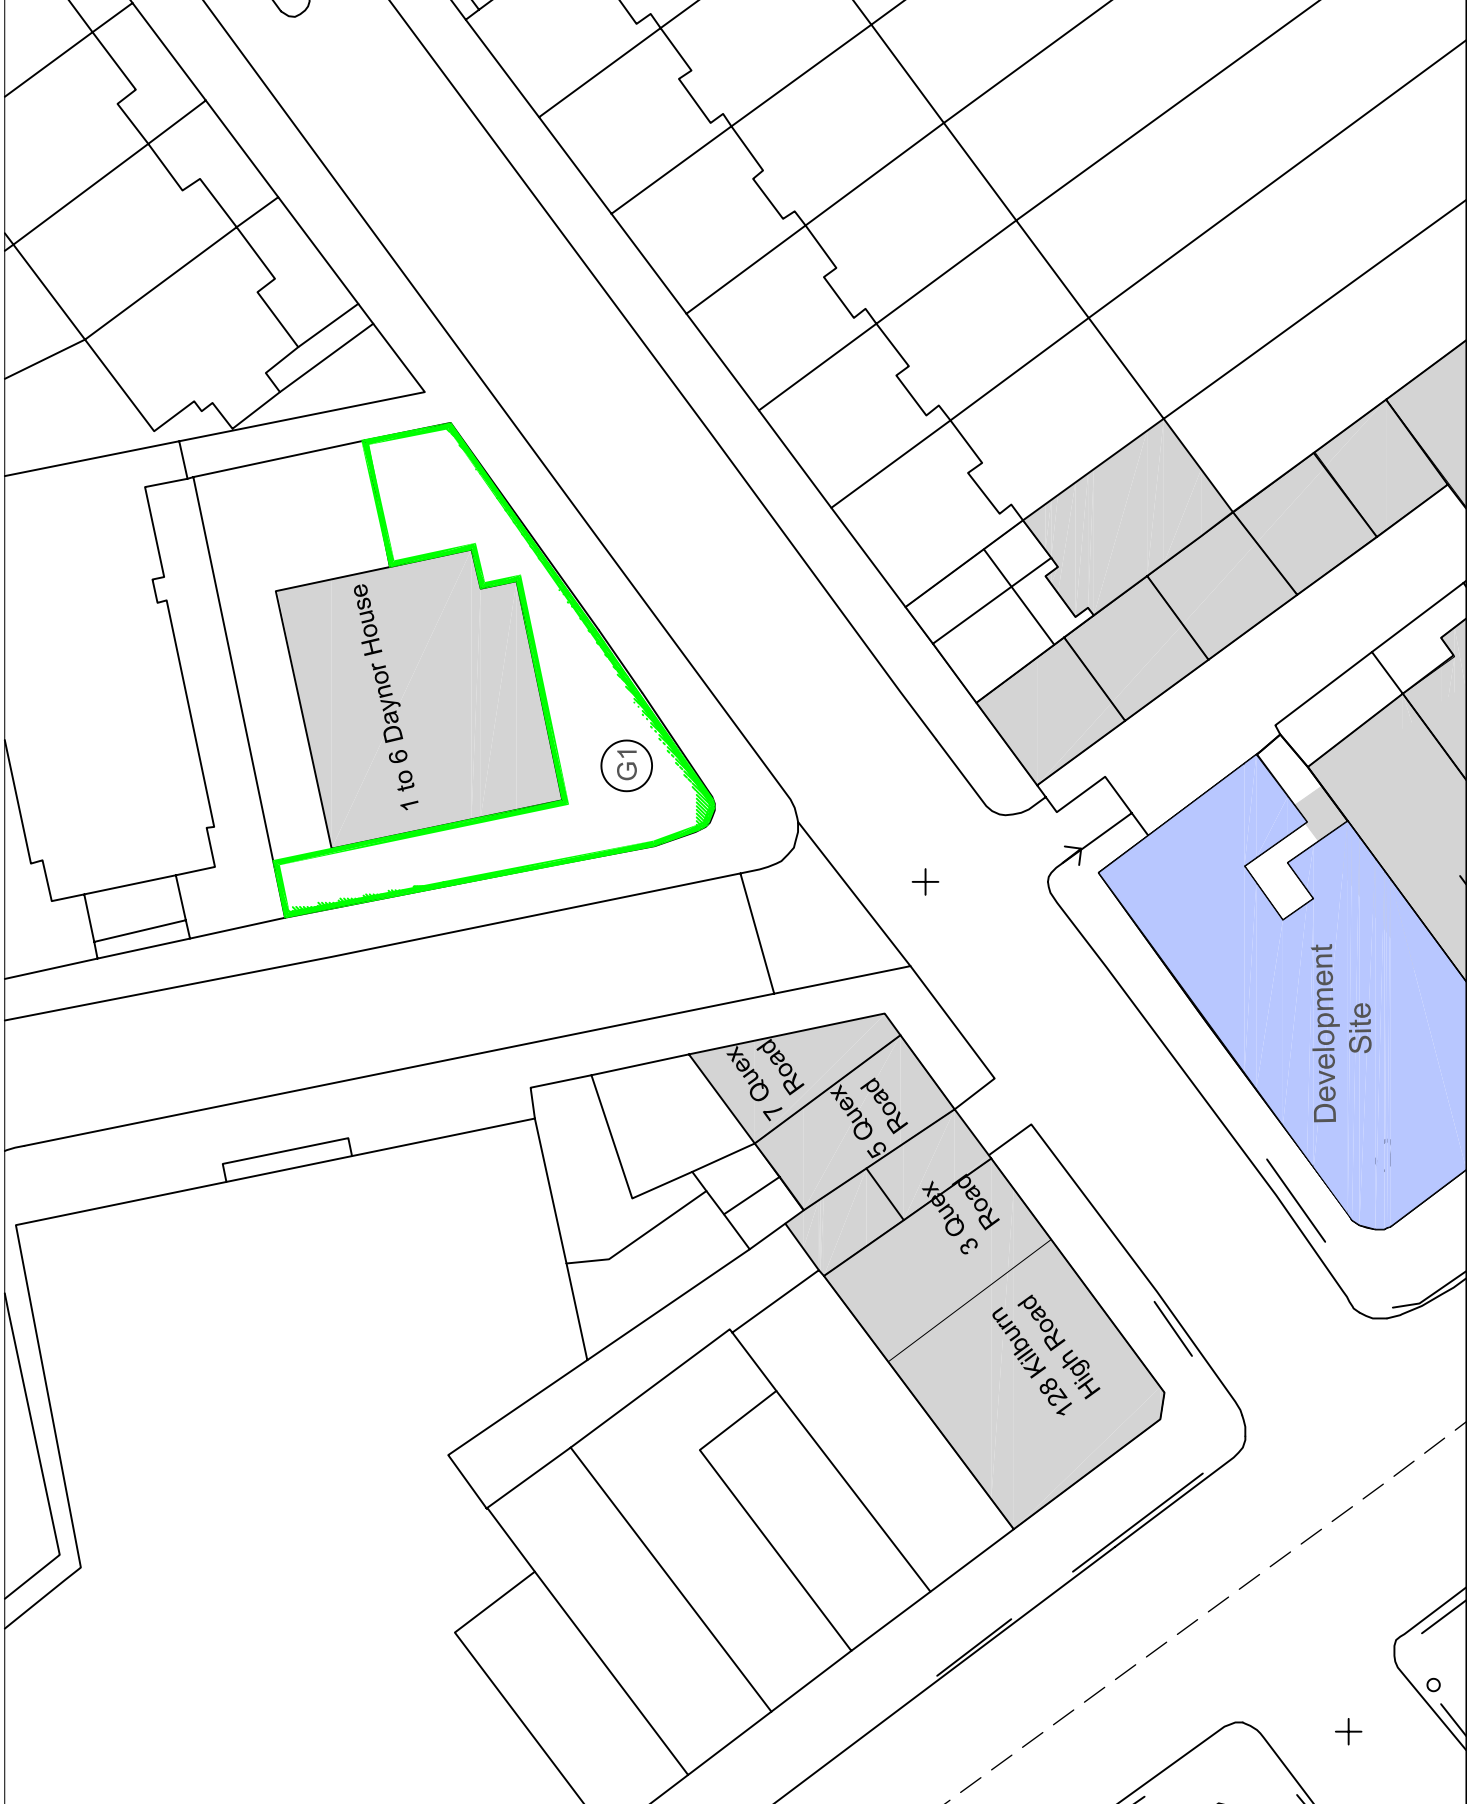 1 to 6 Daynor House
G1
7 Quex
Road
5 Quex
Road
3 Quex
Road
128 Kilburn
High Road
Development
Site